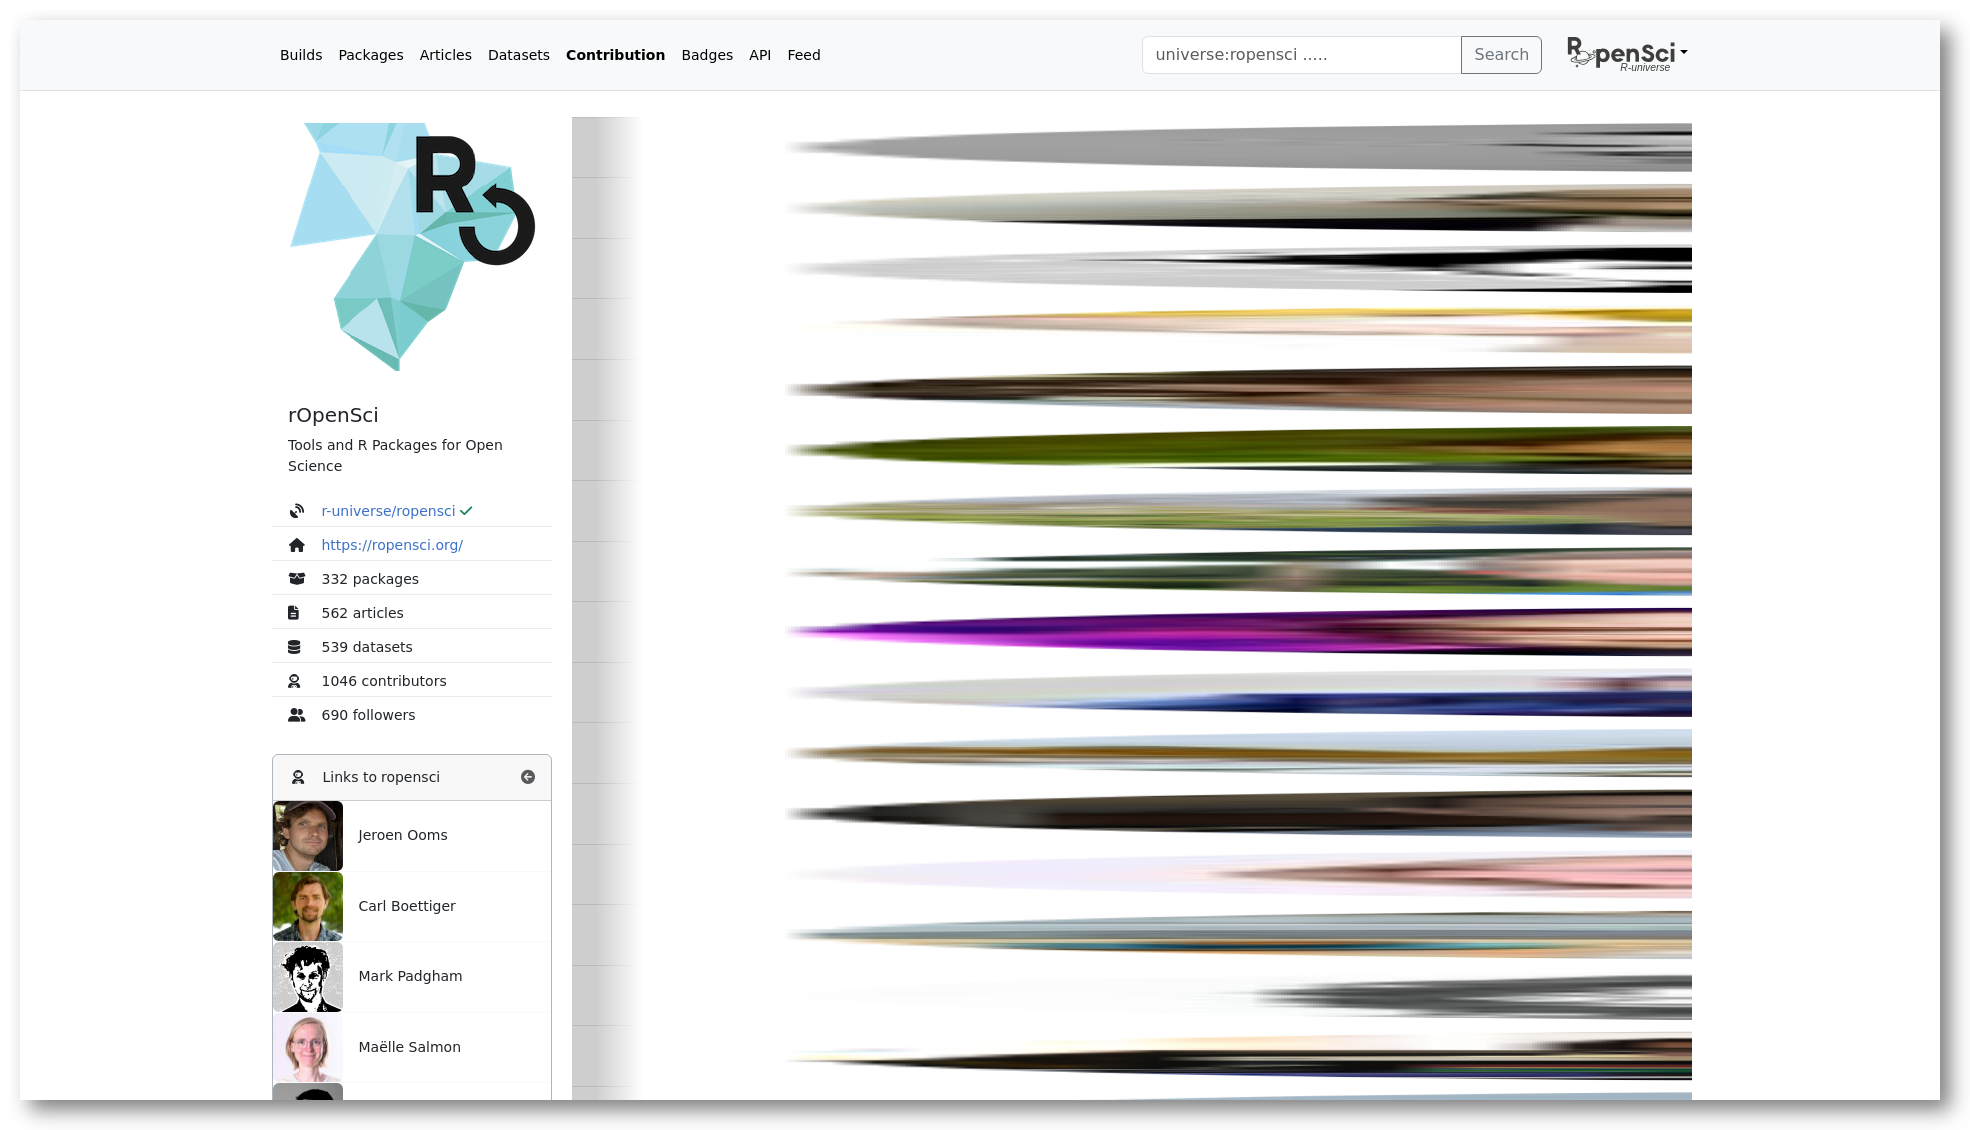 Builds Packages Articles Datasets Contribution Badges API Feed
universe:ropensci ..... Search
RopenSci
R-universe
R
rOpenSci
Tools and R Packages for Open
Science
r-universe/ropensci
https://ropensci.org/
332 packages
562 articles
539 datasets
1046 contributors
690 followers
Links to ropensci
Jeroen Ooms
Carl Boettiger
Mark Padgham
Maëlle Salmon